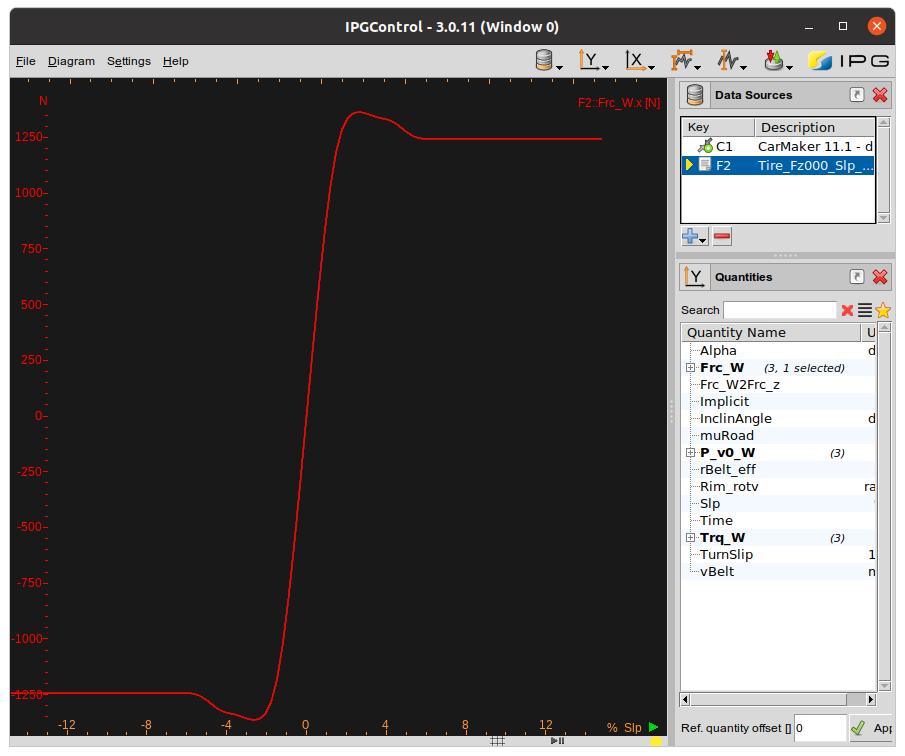 IPGControl - 3.0.11 (Window 0)
File Diagram Settings Help
Y X IPG
N
F2::Frc_W.x [N]
1250
1000
750
500
250
0
-250
-500
-750
-1000
-1250
-12 -8 -4 0 4 8 12 % Slp
Data Sources
Key Description
C1 CarMaker 11.1 - d
F2 Tire_Fz000_Slp_...
Y Quantities
Search
Quantity Name U
Alpha d
Frc_W (3, 1 selected)
Frc_W2Frc_z
Implicit
InclinAngle d
muRoad
P_v0_W (3)
rBelt_eff
Rim_rotv ra
Slp
Time
Trq_W (3)
TurnSlip 1
vBelt n
Ref. quantity offset [] 0 App